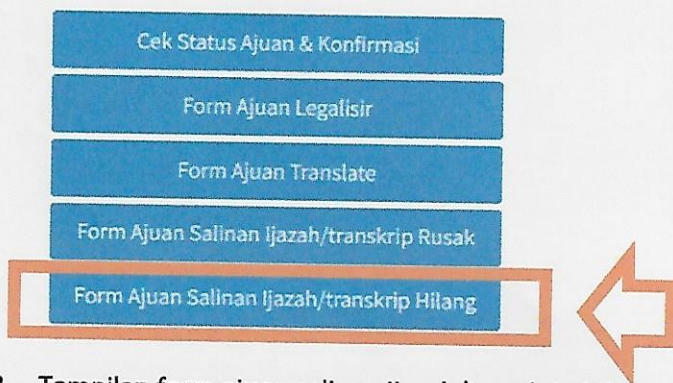 Cek Status Ajuan & Konfirmasi
Form Ajuan Legalisir
Form Ajuan Translate
Form Ajuan Salinan Ijazah/transkrip Rusak
Form Ajuan Salinan Ijazah/transkrip Hilang
Tampilan